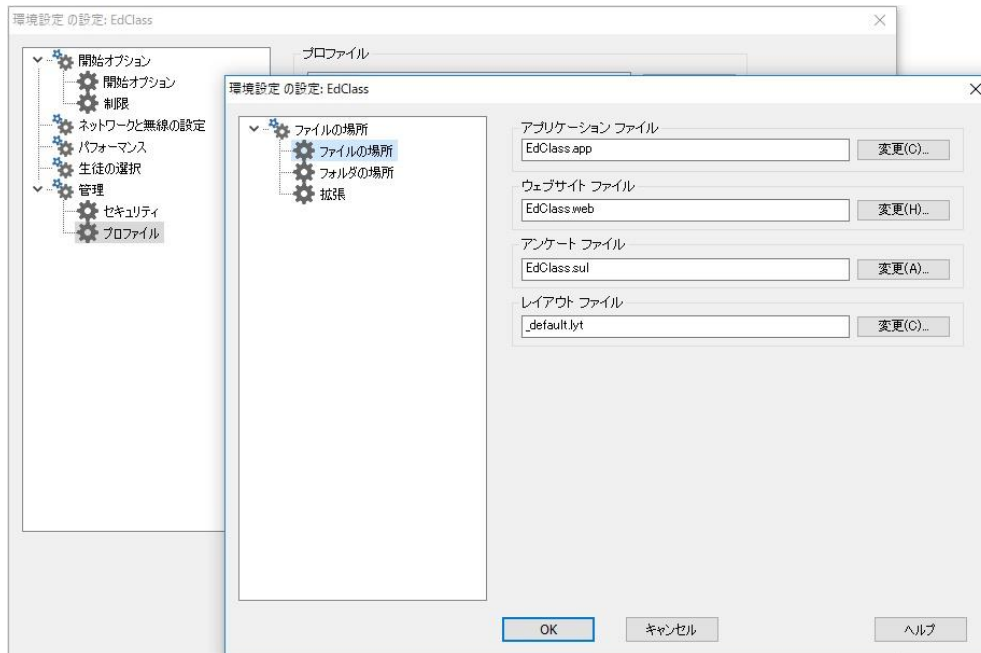 環境設定 の設定: EdClass
開始オプション
開始オプション
制限
ネットワークと無線の設定
パフォーマンス
生徒の選択
管理
セキュリティ
プロファイル
プロファイル
環境設定 の設定: EdClass
ファイルの場所
ファイルの場所
フォルダの場所
拡張
アプリケーション ファイル
EdClass.app
変更(C)...
ウェブサイト ファイル
EdClass.web
変更(H)...
アンケート ファイル
EdClass.sul
変更(A)...
レイアウト ファイル
_default.lyt
変更(C)...
OK
キャンセル
ヘルプ